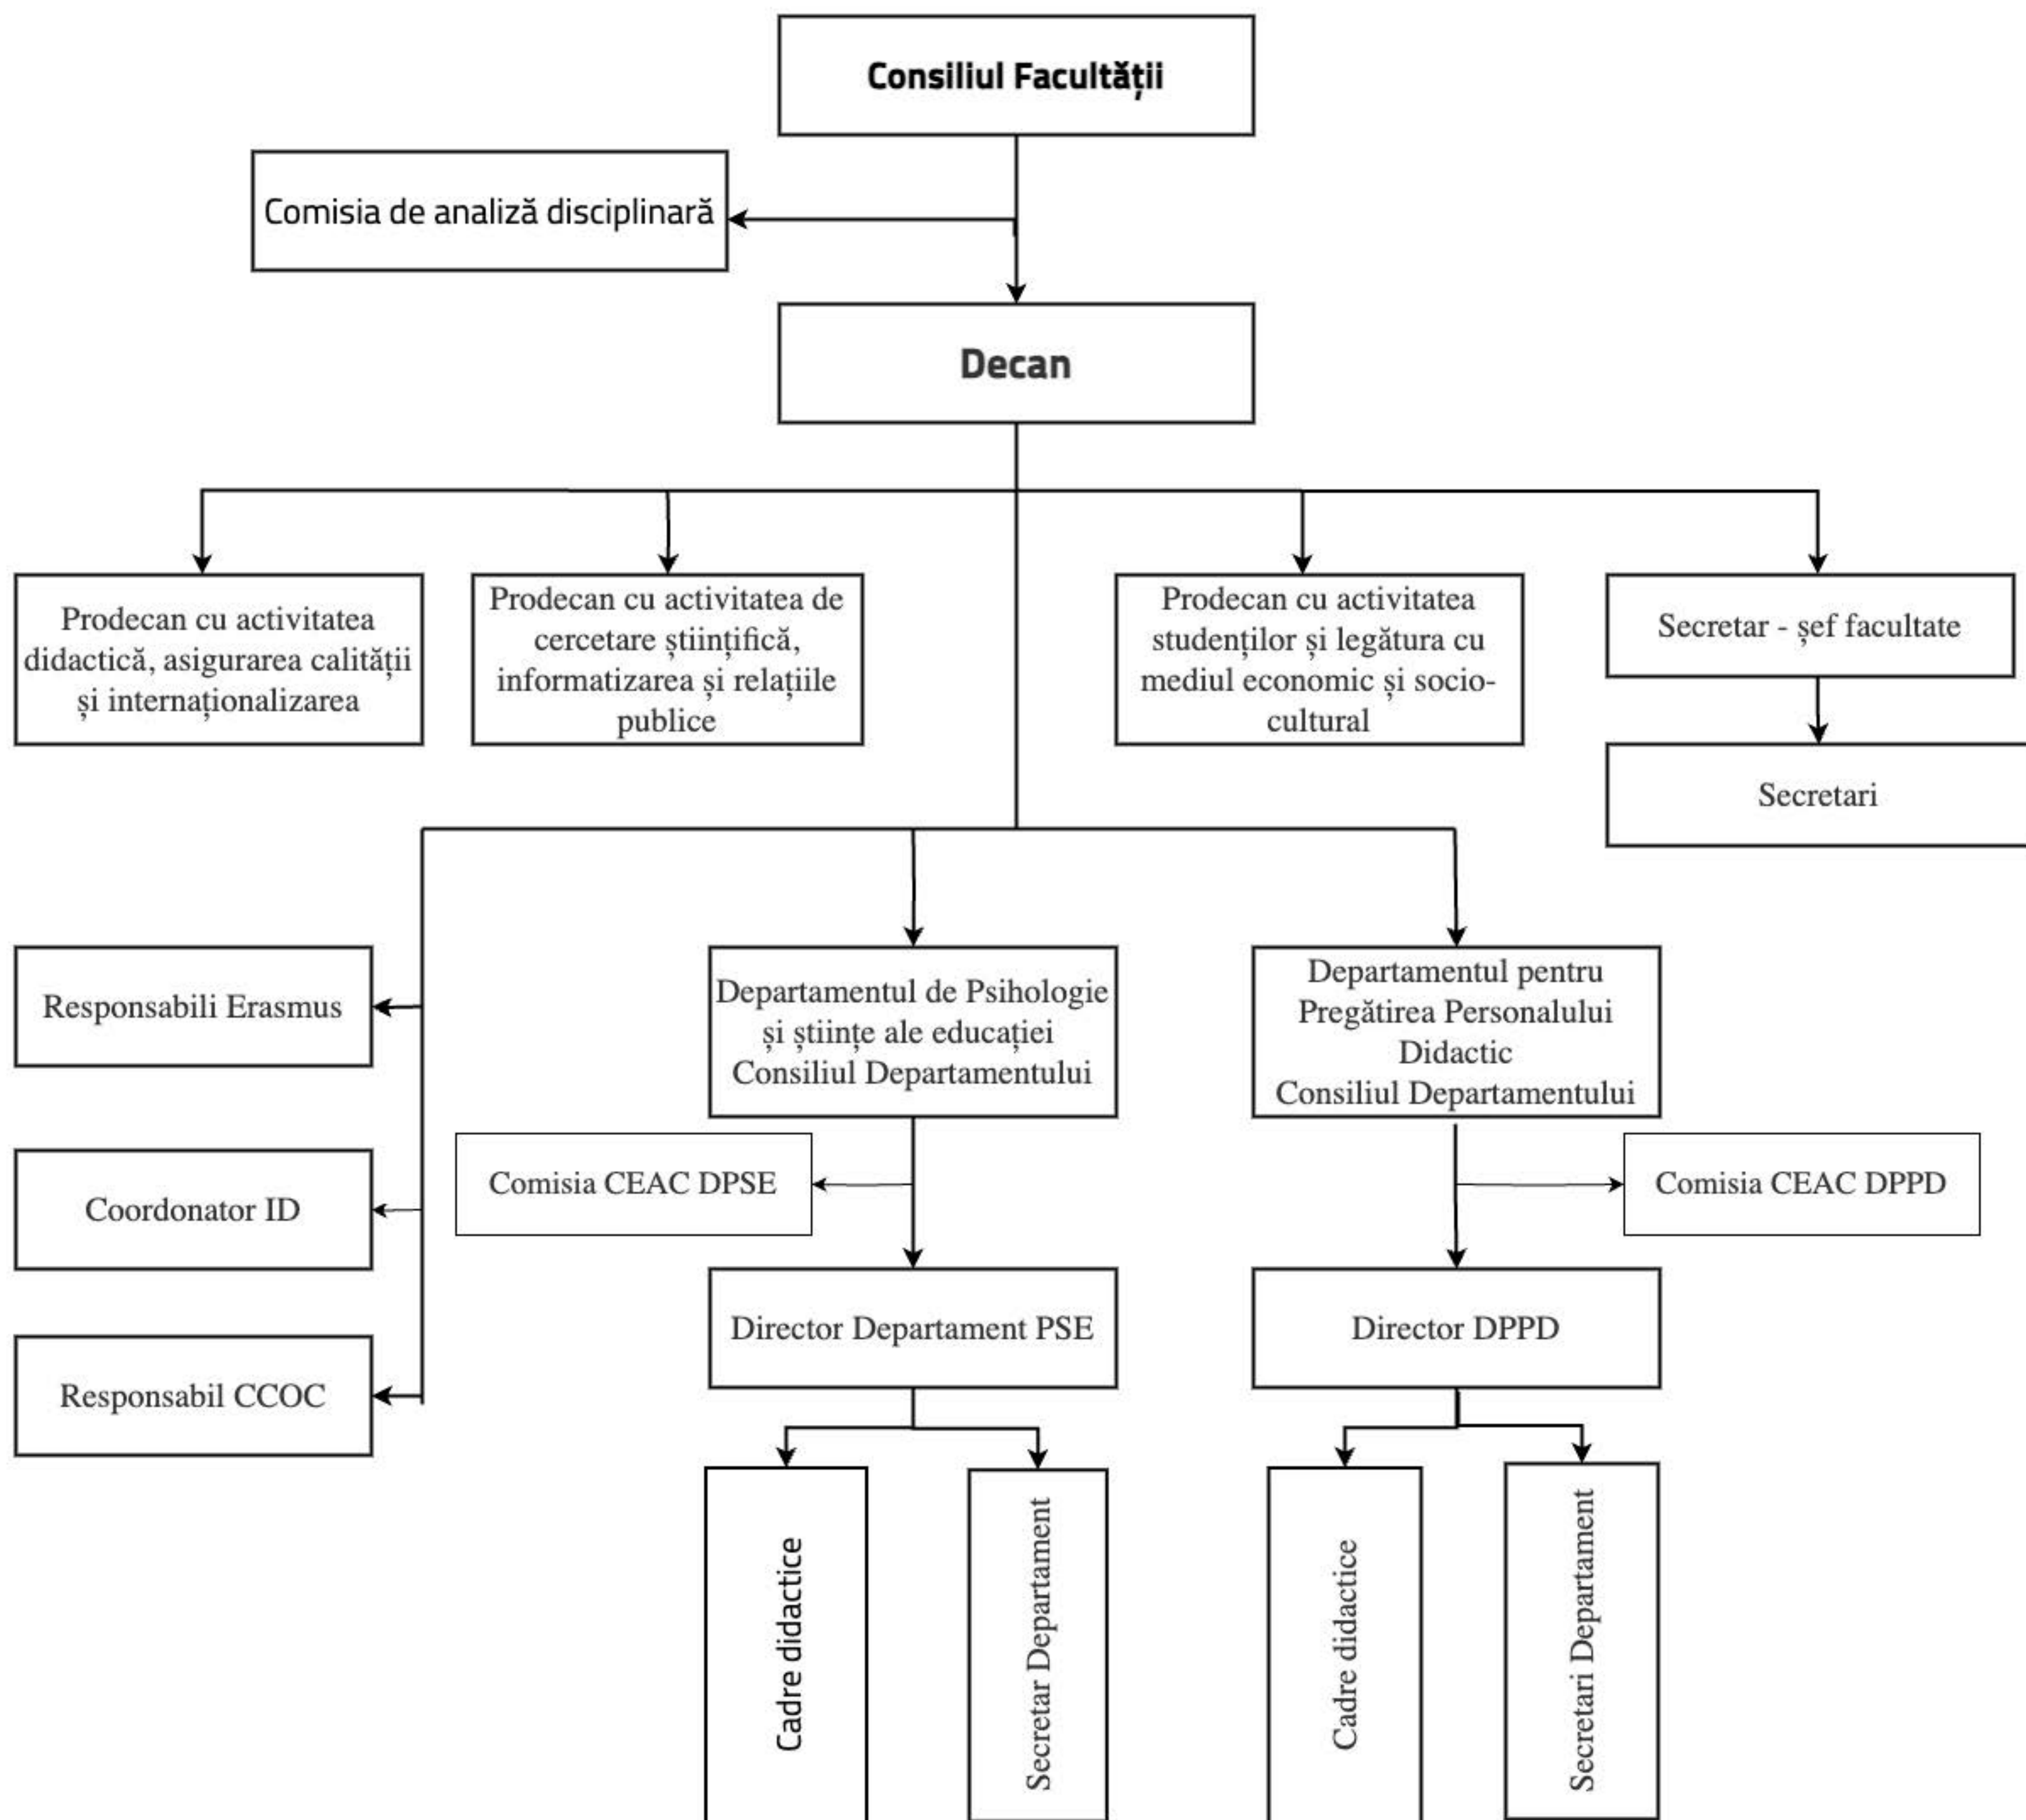 Consiliul Facultății
Comisia de analiză disciplinară
Decan
Prodecan cu activitatea
didactică, asigurarea calității
și internaționalizarea
Prodecan cu activitatea de
cercetare științifică,
informatizarea și relațiile
publice
Prodecan cu activitatea
studenților și legătura cu
mediul economic și socio-
cultural
Secretar - șef facultate
Secretari
Responsabili Erasmus
Departamentul de Psihologie
și științe ale educației
Consiliul Departamentului
Departamentul pentru
Pregătirea Personalului
Didactic
Consiliul Departamentului
Coordonator ID
Comisia CEAC DPSE
Comisia CEAC DPPD
Responsabil CCOC
Director Departament PSE
Director DPPD
Cadre didactice
Secretar Departament
Cadre didactice
Secretari Departament